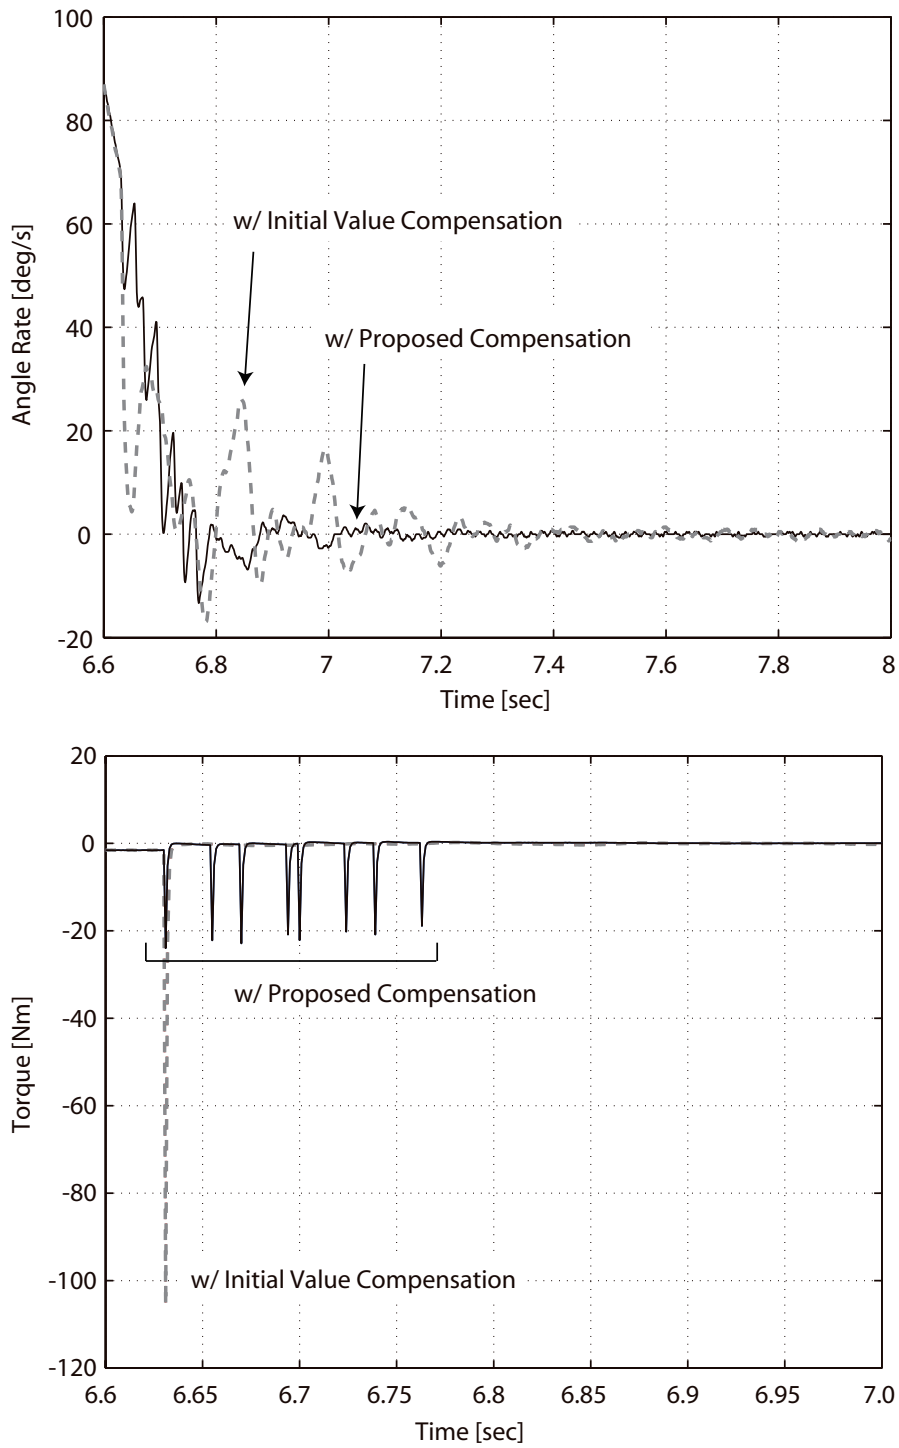 100
80
60
40
20
0
-20
Angle Rate [deg/s]
w/ Initial Value Compensation
w/ Proposed Compensation
6.6 6.8 7 7.2 7.4 7.6 7.8 8
Time [sec]
20
0
-20
-40
-60
-80
-100
-120
Torque [Nm]
w/ Proposed Compensation
w/ Initial Value Compensation
6.6 6.65 6.7 6.75 6.8 6.85 6.9 6.95 7.0
Time [sec]